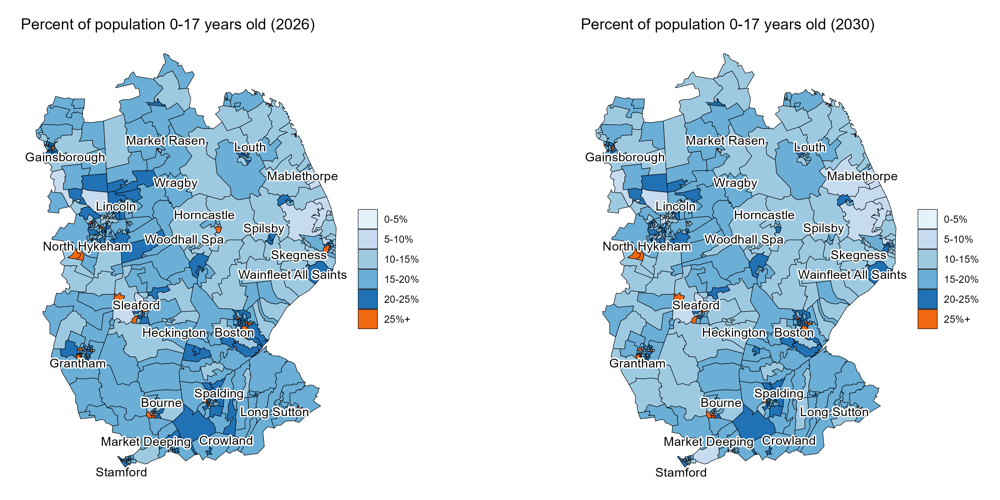 Percent of population 0-17 years old (2026)
Market Rasen
Louth
Gainsborough
Mablethorpe
Wragby
Lincoln
Horncastle
Spilsby
Woodhall Spa
North Hykeham
Skegness
Wainfleet All Saints
Sleaford
Heckington
Boston
Grantham
Spalding
Bourne
Long Sutton
Market Deeping
Crowland
Stamford
0-5%
5-10%
10-15%
15-20%
20-25%
25%+
Percent of population 0-17 years old (2030)
Market Rasen
Louth
Gainsborough
Mablethorpe
Wragby
Lincoln
Horncastle
Spilsby
Woodhall Spa
North Hykeham
Skegness
Wainfleet All Saints
Sleaford
Heckington
Boston
Grantham
Spalding
Bourne
Long Sutton
Market Deeping
Crowland
Stamford
0-5%
5-10%
10-15%
15-20%
20-25%
25%+